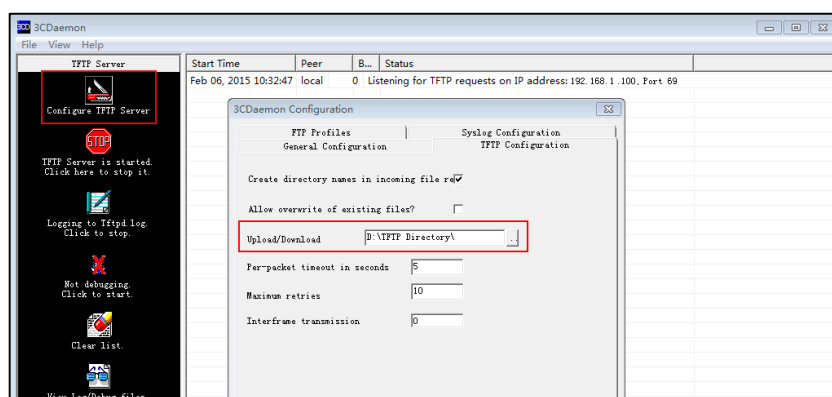 3CDaemon
File View Help
TFTP Server
Start Time Peer B... Status
Feb 06, 2015 10:32:47 local 0 Listening for TFTP requests on IP address: 192.168.1.100, Port 69
Configure TFTP Server
TFTP Server is started.
Click here to stop it.
Logging to Tftpd.log.
Click to stop.
Not debugging.
Click to start.
Clear list.
View Log/Debug files.
3CDaemon Configuration
FTP Profiles Syslog Configuration
General Configuration TFTP Configuration
Create directory names in incoming file re
Allow overwrite of existing files?
Upload/Download D:\TFTP Directory\ ..
Per-packet timeout in seconds 5
Maximum retries 10
Interframe transmission 0